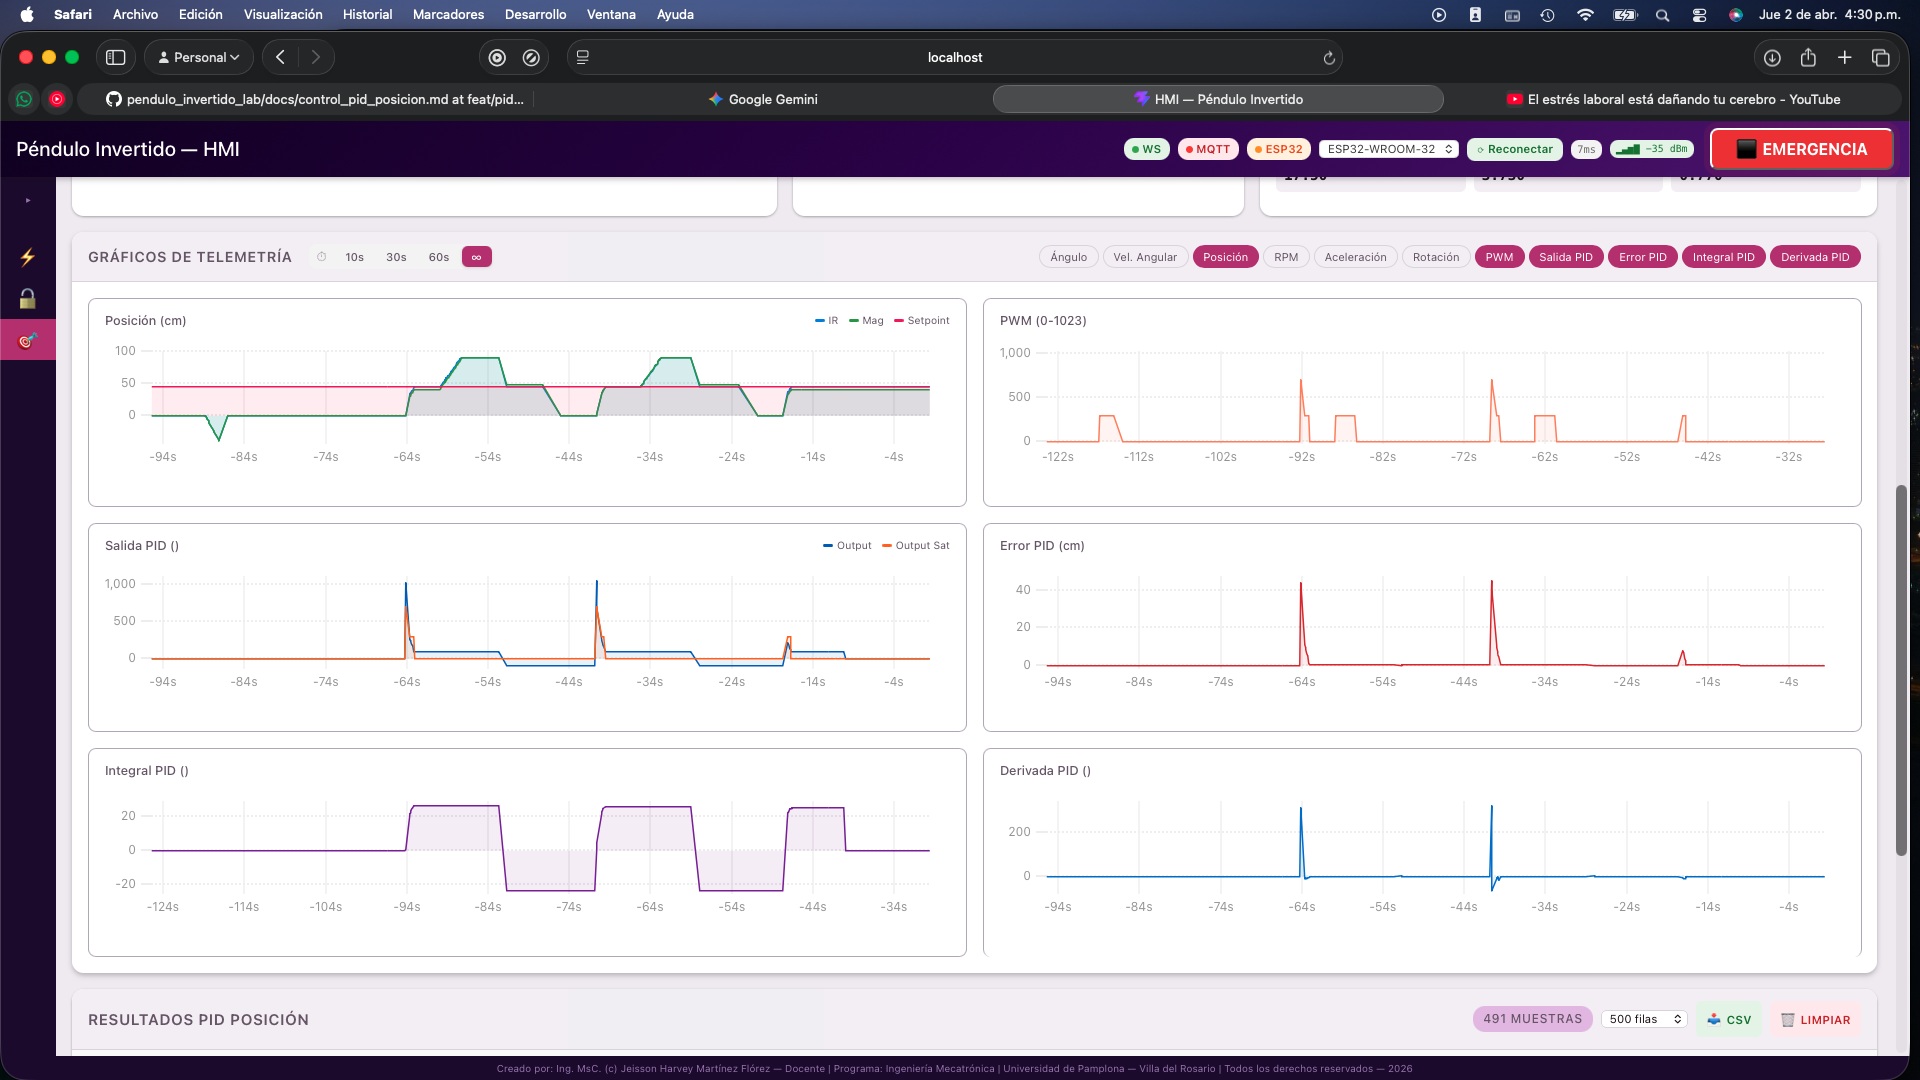 Safari Archivo Edición Visualización Historial Marcadores Desarrollo Ventana Ayuda Jue 2 de abr. 4:30 p.m.
Personal localhost
pendulo_invertido_lab/docs/control_pid_posicion.md at feat/pid... Google Gemini HMI — Péndulo Invertido El estrés laboral está dañando tu cerebro - YouTube
Péndulo Invertido — HMI WS MQTT ESP32 ESP32-WROOM-32 Reconectar 7ms -35 dBm EMERGENCIA
GRÁFICOS DE TELEMETRÍA 10s 30s 60s ∞ Ángulo Vel. Angular Posición RPM Aceleración Rotación PWM Salida PID Error PID Integral PID Derivada PID
Posición (cm) IR Mag Setpoint
100
50
0
-94s -84s -74s -64s -54s -44s -34s -24s -14s -4s
PWM (0-1023)
1,000
500
0
-122s -112s -102s -92s -82s -72s -62s -52s -42s -32s
Salida PID () Output Output Sat
1,000
500
0
-94s -84s -74s -64s -54s -44s -34s -24s -14s -4s
Error PID (cm)
40
20
0
-94s -84s -74s -64s -54s -44s -34s -24s -14s -4s
Integral PID ()
20
0
-20
-124s -114s -104s -94s -84s -74s -64s -54s -44s -34s
Derivada PID ()
200
0
-94s -84s -74s -64s -54s -44s -34s -24s -14s -4s
RESULTADOS PID POSICIÓN 491 MUESTRAS 500 filas CSV LIMPIAR
Creado por: Ing. MsC. (c) Jeisson Harvey Martínez Flórez — Docente | Programa: Ingeniería Mecatrónica | Universidad de Pamplona — Villa del Rosario | Todos los derechos reservados — 2026